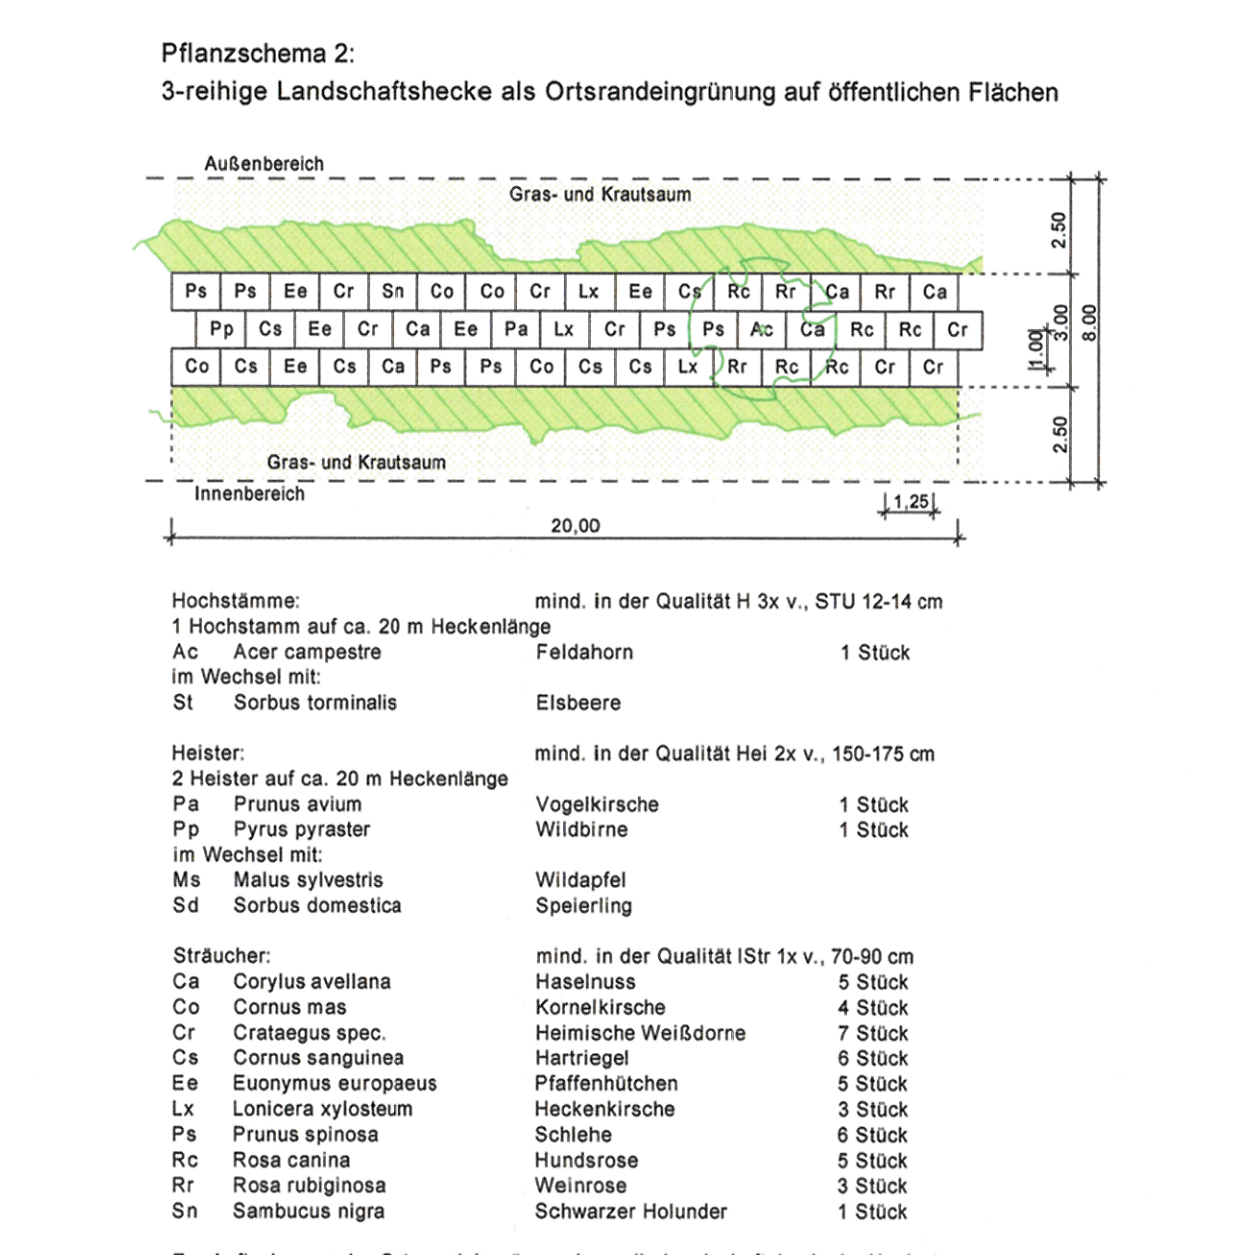 Pflanzschema 2:
3-reihige Landschaftshecke als Ortsrandeingrünung auf öffentlichen Flächen
Außenbereich
Gras- und Krautsaum
2.50
Ps Ps Ee Cr Sn Co Co Cr Lx Ee Cs Rc Rr Ca Rr Ca
Pp Cs Ee Cr Ca Ee Pa Lx Cr Ps Ps Ac Ca Rc Rc Cr
1.00 3.00 8.00
Co Cs Ee Cs Ca Ps Ps Co Cs Cs Lx Rr Rc Rc Cr Cr
2.50
Gras- und Krautsaum
Innenbereich
1,25
20,00
Hochstämme: mind. in der Qualität H 3x v., STU 12-14 cm
1 Hochstamm auf ca. 20 m Heckenlänge
Ac Acer campestre Feldahorn 1 Stück
im Wechsel mit:
St Sorbus torminalis Elsbeere
Heister: mind. in der Qualität Hei 2x v., 150-175 cm
2 Heister auf ca. 20 m Heckenlänge
Pa Prunus avium Vogelkirsche 1 Stück
Pp Pyrus pyraster Wildbirne 1 Stück
im Wechsel mit:
Ms Malus sylvestris Wildapfel
Sd Sorbus domestica Speierling
Sträucher: mind. in der Qualität lStr 1x v., 70-90 cm
Ca Corylus avellana Haselnuss 5 Stück
Co Cornus mas Kornelkirsche 4 Stück
Cr Crataegus spec. Heimische Weißdorne 7 Stück
Cs Cornus sanguinea Hartriegel 6 Stück
Ee Euonymus europaeus Pfaffenhütchen 5 Stück
Lx Lonicera xylosteum Heckenkirsche 3 Stück
Ps Prunus spinosa Schlehe 6 Stück
Rc Rosa canina Hundsrose 5 Stück
Rr Rosa rubiginosa Weinrose 3 Stück
Sn Sambucus nigra Schwarzer Holunder 1 Stück